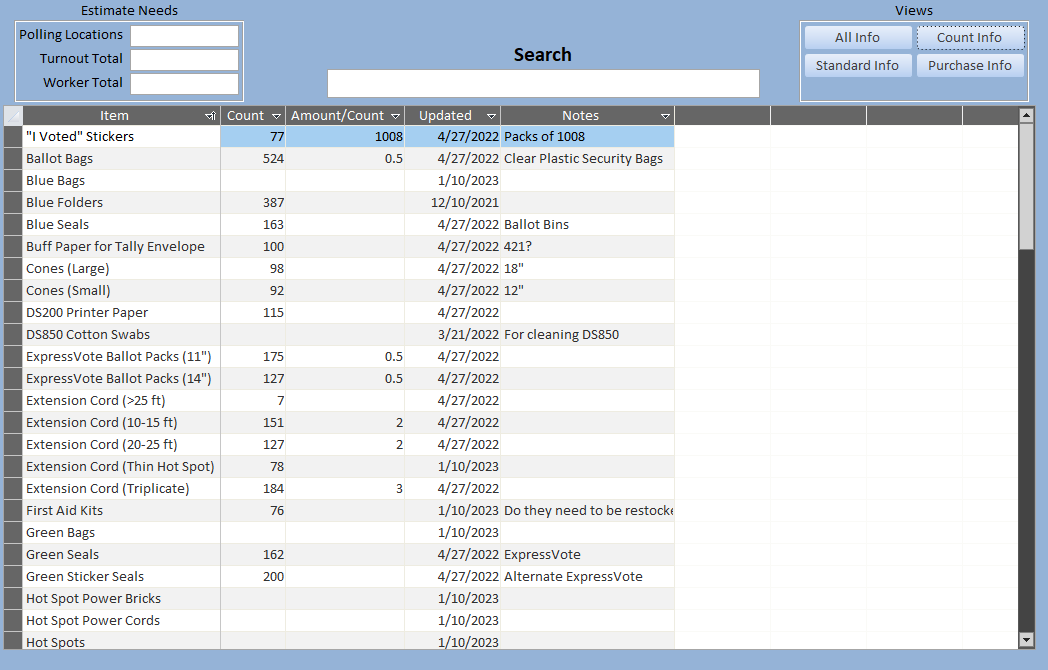 Estimate Needs
Polling Locations
Turnout Total
Worker Total
Search
Views
All Info Count Info
Standard Info Purchase Info
Item Count Amount/Count Updated Notes
"I Voted" Stickers 77 1008 4/27/2022 Packs of 1008
Ballot Bags 524 0.5 4/27/2022 Clear Plastic Security Bags
Blue Bags 1/10/2023
Blue Folders 387 12/10/2021
Blue Seals 163 4/27/2022 Ballot Bins
Buff Paper for Tally Envelope 100 4/27/2022 421?
Cones (Large) 98 4/27/2022 18"
Cones (Small) 92 4/27/2022 12"
DS200 Printer Paper 115 4/27/2022
DS850 Cotton Swabs 3/21/2022 For cleaning DS850
ExpressVote Ballot Packs (11") 175 0.5 4/27/2022
ExpressVote Ballot Packs (14") 127 0.5 4/27/2022
Extension Cord (>25 ft) 7 4/27/2022
Extension Cord (10-15 ft) 151 2 4/27/2022
Extension Cord (20-25 ft) 127 2 4/27/2022
Extension Cord (Thin Hot Spot) 78 1/10/2023
Extension Cord (Triplicate) 184 3 4/27/2022
First Aid Kits 76 1/10/2023 Do they need to be restocke
Green Bags 1/10/2023
Green Seals 162 4/27/2022 ExpressVote
Green Sticker Seals 200 4/27/2022 Alternate ExpressVote
Hot Spot Power Bricks 1/10/2023
Hot Spot Power Cords 1/10/2023
Hot Spots 1/10/2023